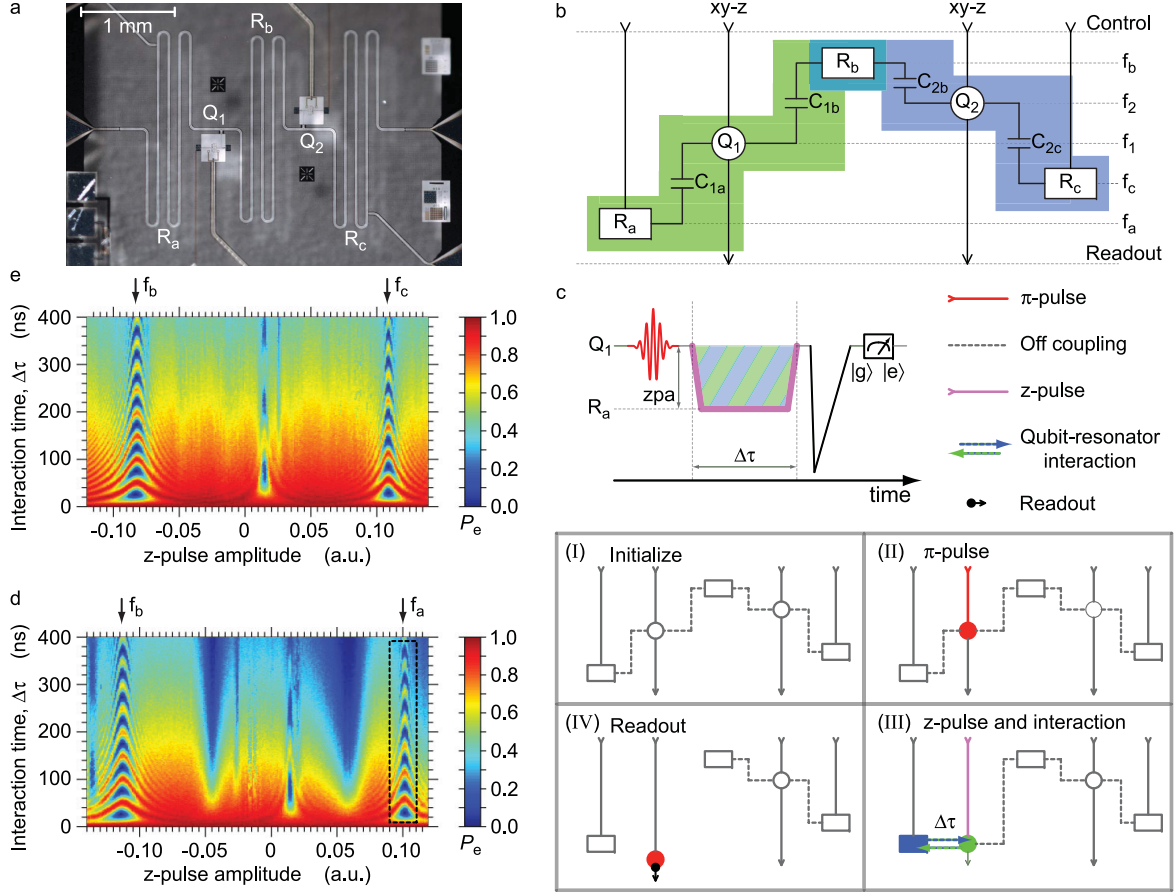 a
1 mm
R_b
Q_1
Q_2
R_a
R_c
b
xy-z
xy-z
Control
R_b
f_b
C_1b
C_2b
Q_2
f_2
Q_1
f_1
C_2c
C_1a
R_c
f_c
R_a
f_a
Readout
e
f_b
f_c
Interaction time, Δτ (ns)
400
300
200
100
0
-0.10
-0.05
0
0.05
0.10
z-pulse amplitude (a.u.)
1.0
0.8
0.6
0.4
0.2
0.0
P_e
c
Q_1
zpa
R_a
Δτ
|g⟩ |e⟩
time
π-pulse
Off coupling
z-pulse
Qubit-resonator
interaction
Readout
d
f_b
f_a
Interaction time, Δτ (ns)
400
300
200
100
0
-0.10
-0.05
0
0.05
0.10
z-pulse amplitude (a.u.)
1.0
0.8
0.6
0.4
0.2
0.0
P_e
(I) Initialize
(II) π-pulse
(IV) Readout
(III) z-pulse and interaction
Δτ